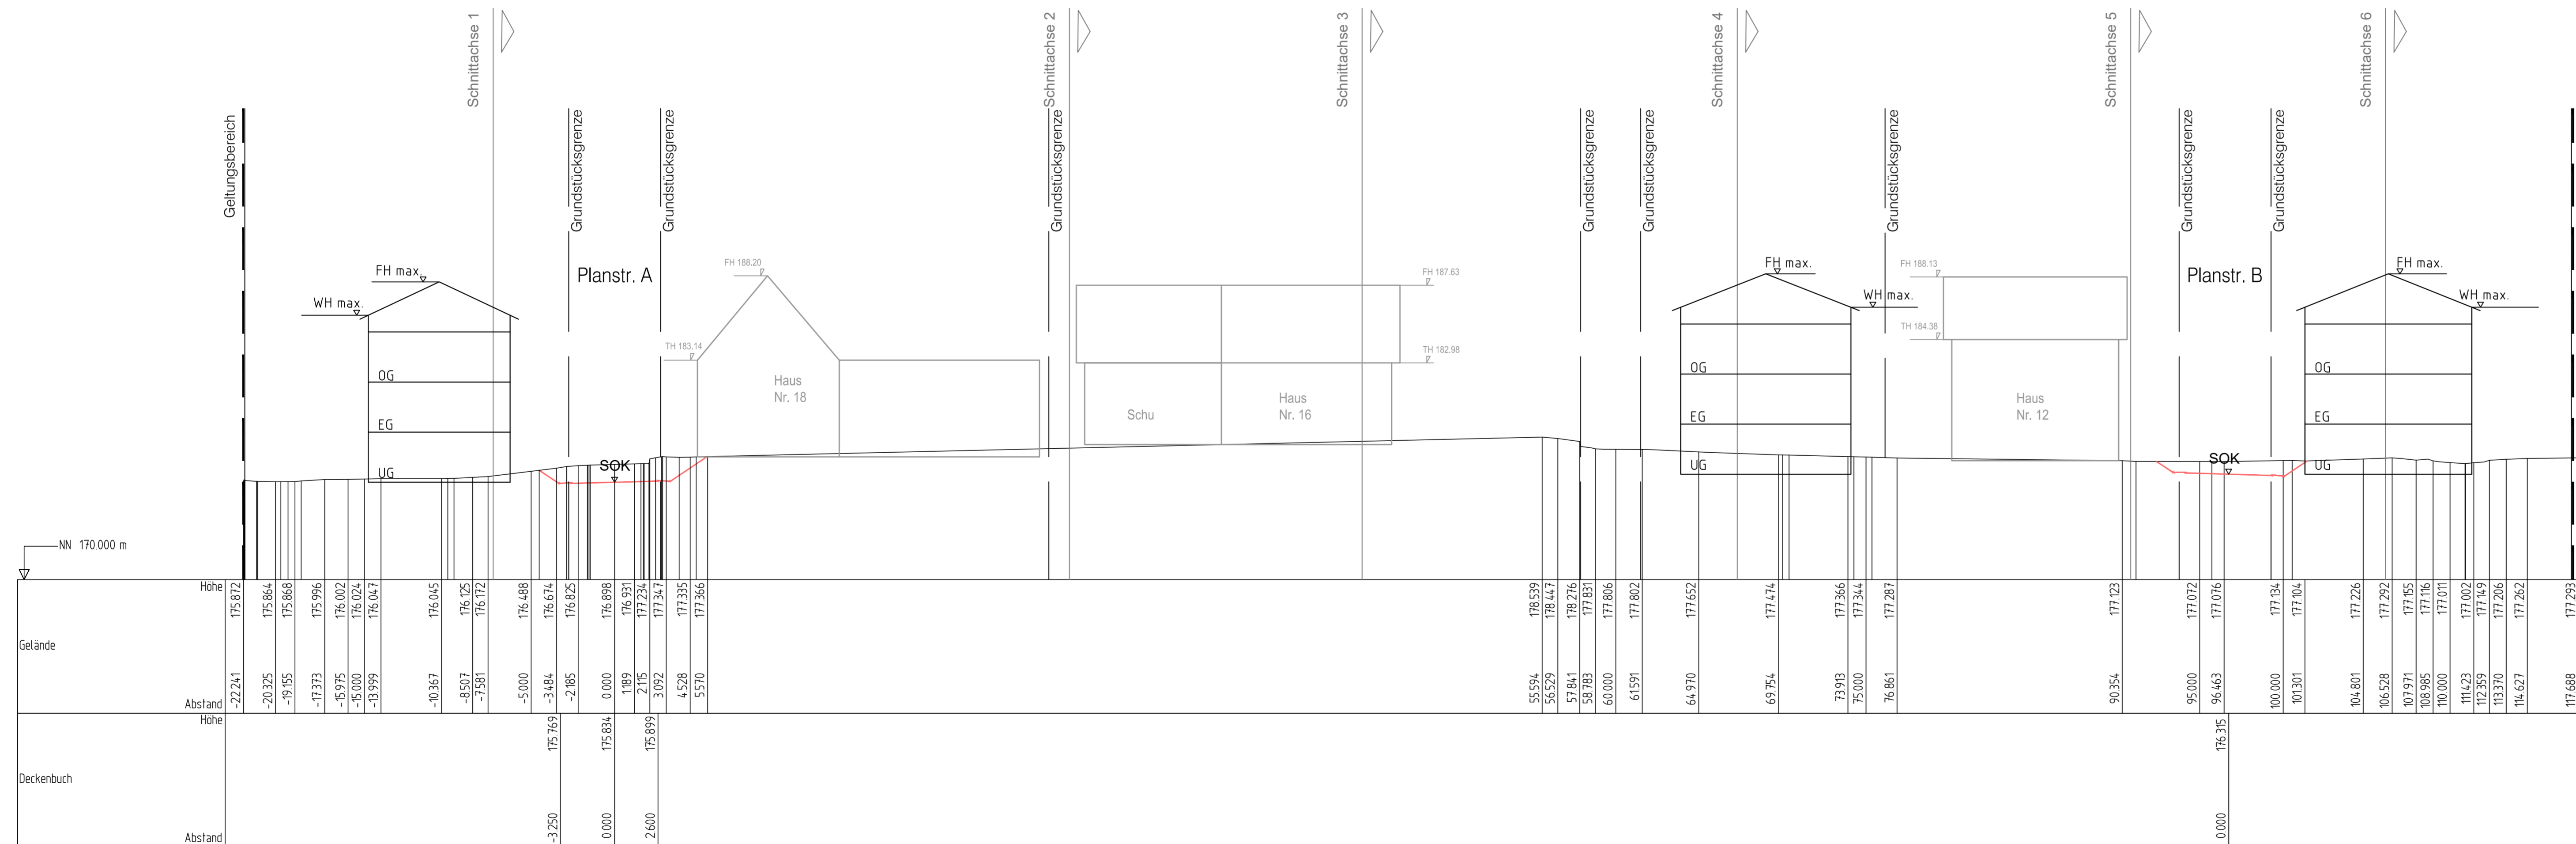 Schnittachse 1
Schnittachse 2
Schnittachse 3
Schnittachse 4
Schnittachse 5
Schnittachse 6
Geltungsbereich
Grundstücksgrenze
Grundstücksgrenze
Grundstücksgrenze
Grundstücksgrenze
Grundstücksgrenze
Grundstücksgrenze
Grundstücksgrenze
Grundstücksgrenze
FH max.
WH max.
OG
EG
UG
Planstr. A
SOK
FH 188.20
TH 183.14
Haus
Nr. 18
Schu
Haus
Nr. 16
FH 187.63
TH 182.98
FH max.
WH max.
OG
EG
UG
FH 188.13
TH 184.38
Haus
Nr. 12
Planstr. B
SOK
FH max.
WH max.
OG
EG
UG
NN 170.000 m
Höhe
175.872
175.864
175.868
175.996
176.002
176.024
176.047
176.045
176.125
176.172
176.488
176.674
176.825
176.898
176.931
177.234
177.347
177.335
177.366
178.539
178.447
178.276
177.831
177.806
177.802
177.652
177.474
177.366
177.344
177.287
177.123
177.072
177.076
177.134
177.104
177.226
177.292
177.155
177.116
177.011
177.002
177.149
177.206
177.262
177.293
Gelände
Abstand
-22.241
-20.325
-19.155
-17.373
-15.975
-15.000
-13.999
-10.367
-8.507
-7.581
-5.000
-3.484
-2.185
0.000
1.189
2.115
3.092
4.528
5.570
55.594
56.529
57.841
58.783
60.000
61.591
64.970
69.754
73.913
75.000
76.861
90.354
95.000
96.463
100.000
101.301
104.801
106.528
107.971
108.985
110.000
111.423
112.359
113.370
114.627
117.688
Höhe
175.769
175.834
175.899
176.315
Deckenbuch
Abstand
-3.250
0.000
2.600
0.000